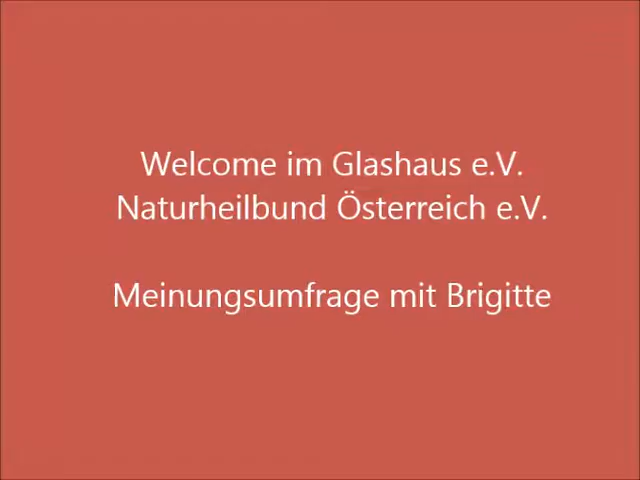 Welcome im Glashaus e.V.
Naturheilbund Österreich e.V.
Meinungsumfrage mit Brigitte